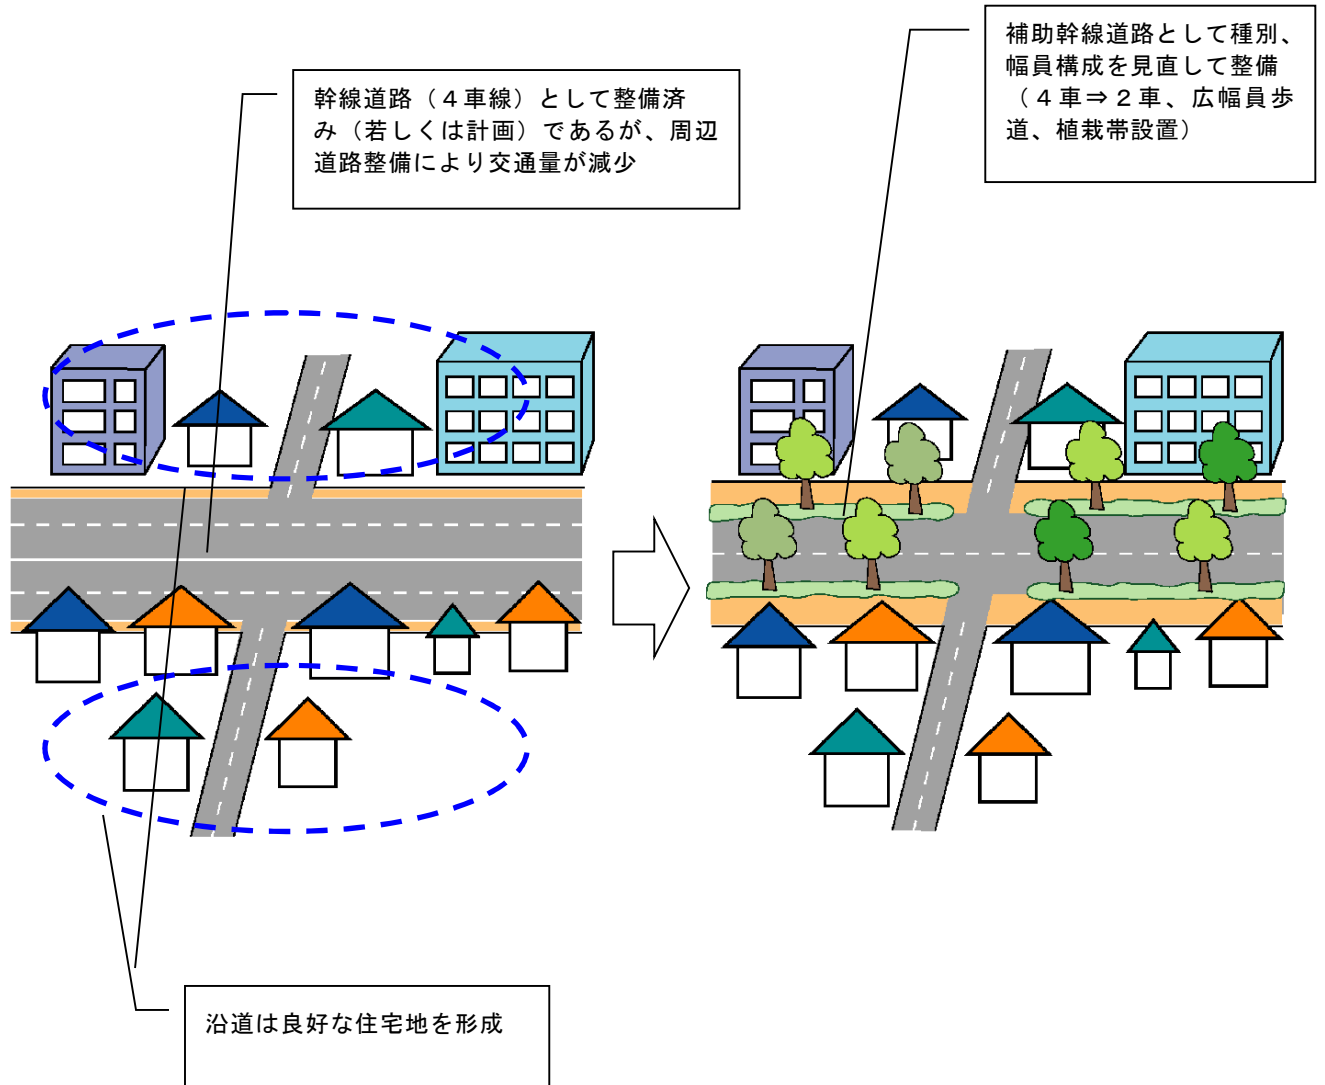 補助幹線道路として種別、
幅員構成を見直して整備
（４車⇒２車、広幅員歩
道、植栽帯設置）
幹線道路（４車線）として整備済
み（若しくは計画）であるが、周辺
道路整備により交通量が減少
沿道は良好な住宅地を形成